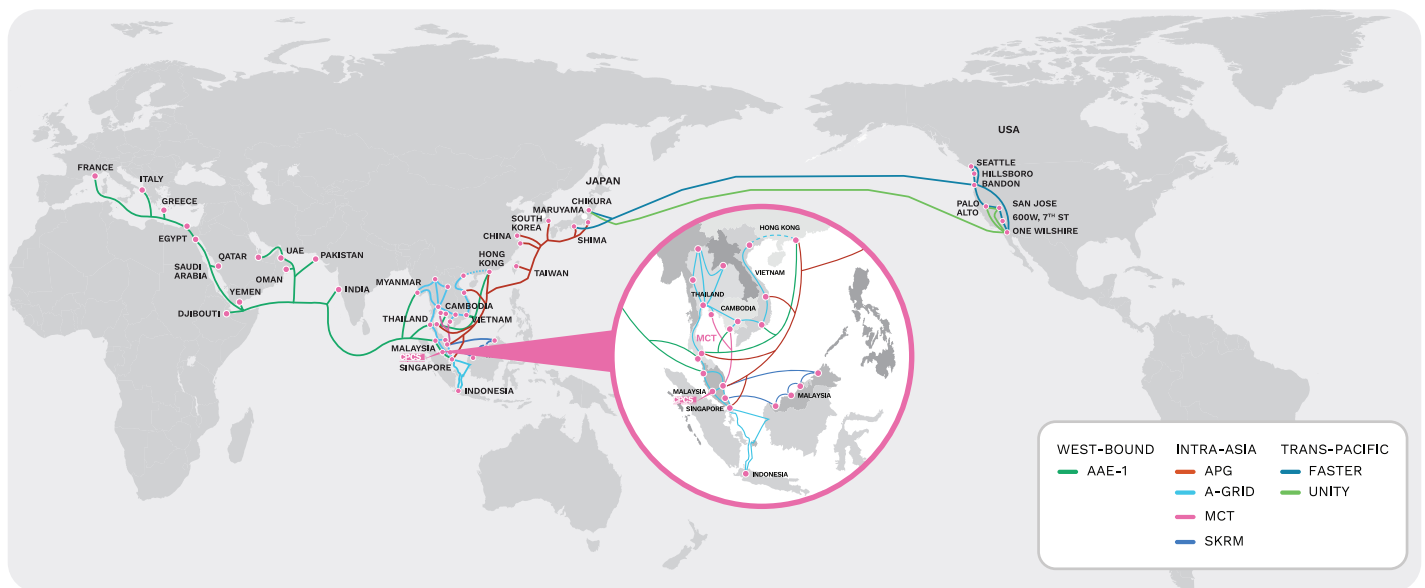 USA
SEATTLE
HILLSBORO
BANDON
PALO
ALTO
SAN JOSE
600W, 7TH ST
ONE WILSHIRE
FRANCE
ITALY
GREECE
EGYPT
SAUDI
ARABIA
QATAR
UAE
OMAN
YEMEN
DJIBOUTI
PAKISTAN
INDIA
JAPAN
CHIKURA
MARUYAMA
SHIMA
SOUTH
KOREA
CHINA
TAIWAN
HONG
KONG
MYANMAR
CAMBODIA
THAILAND
VIETNAM
MALAYSIA
CPCS
SINGAPORE
INDONESIA
HONG KONG
VIETNAM
THAILAND
CAMBODIA
MCT
MALAYSIA
CPCS
SINGAPORE
MALAYSIA
INDONESIA
WEST-BOUND
AAE-1
INTRA-ASIA
APG
A-GRID
MCT
SKRM
TRANS-PACIFIC
FASTER
UNITY